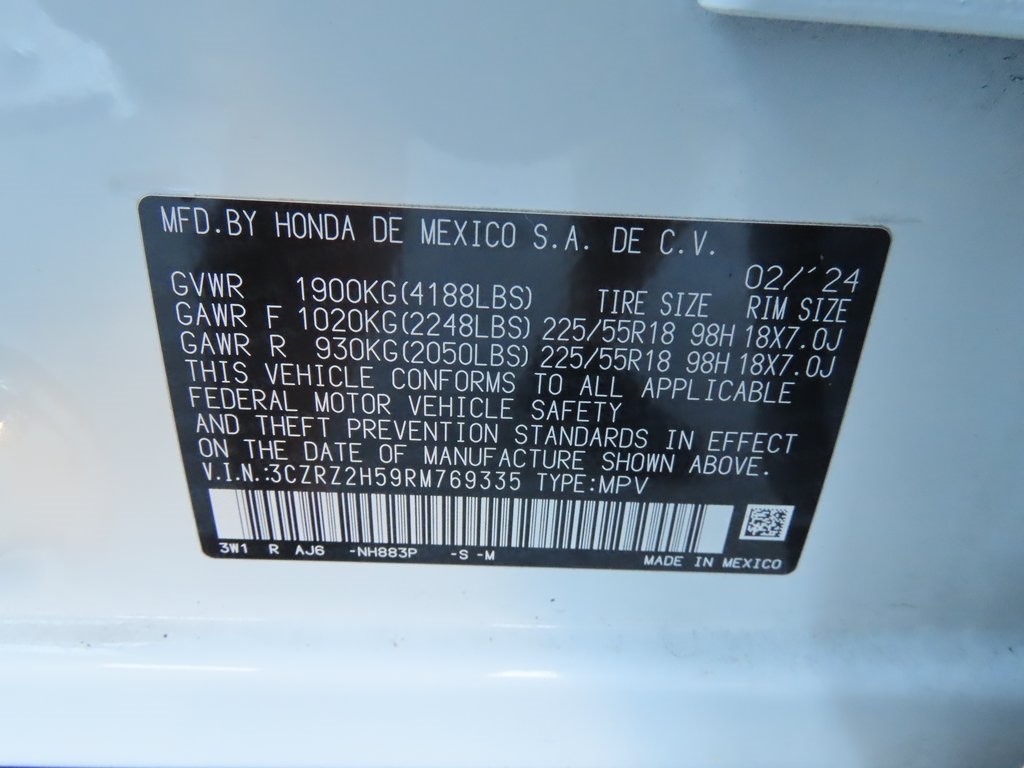 MFD.BY HONDA DE MEXICO S.A. DE C.V.
02/'24
GVWR 1900KG(4188LBS) TIRE SIZE RIM SIZE
GAWR F 1020KG(2248LBS) 225/55R18 98H 18X7.0J
GAWR R 930KG(2050LBS) 225/55R18 98H 18X7.0J
THIS VEHICLE CONFORMS TO ALL APPLICABLE
FEDERAL MOTOR VEHICLE SAFETY
AND THEFT PREVENTION STANDARDS IN EFFECT
ON THE DATE OF MANUFACTURE SHOWN ABOVE.
V.I.N.:3CZRZ2H59RM769335 TYPE:MPV
3W1 R AJ6 -NH883P -S -M
MADE IN MEXICO